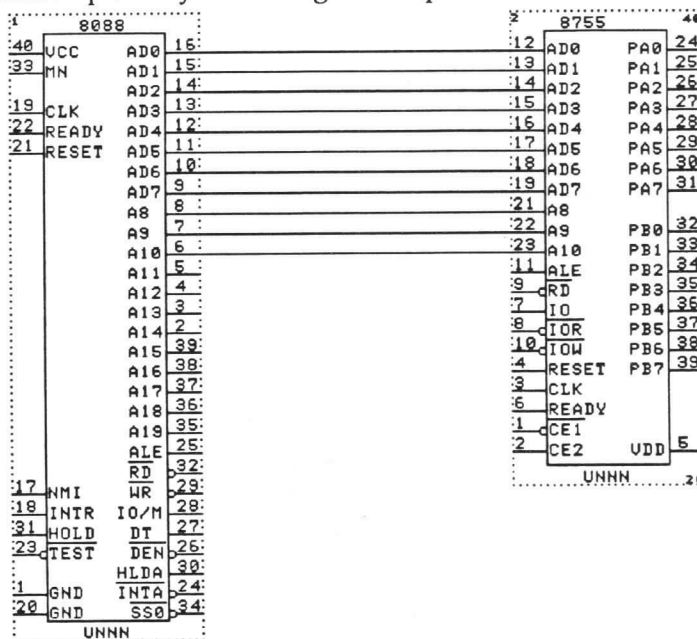 1
8088
40 VCC AD0 16
33 MN AD1 15
AD2 14
19 CLK AD3 13
22 READY AD4 12
21 RESET AD5 11
AD6 10
AD7 9
A8 8
A9 7
A10 6
A11 5
A12 4
A13 3
A14 2
A15 39
A16 38
A17 37
A18 36
A19 35
ALE 25
RD 32
17 NMI WR 29
18 INTR IO/M 28
31 HOLD DT 27
23 TEST DEN 26
HLDA 30
1 GND INTA 24
20 GND SS0 34
UNNN
2
8755
12 AD0 PA0 24
13 AD1 PA1 25
14 AD2 PA2 26
15 AD3 PA3 27
16 AD4 PA4 28
17 AD5 PA5 29
18 AD6 PA6 30
19 AD7 PA7 31
21 A8
22 A9 PB0 32
23 A10 PB1 33
11 ALE PB2 34
9 RD PB3 35
7 IO PB4 36
8 IOR PB5 37
10 IOW PB6 38
4 RESET PB7 39
3 CLK
6 READY
1 CE1
2 CE2 VDD 5
UNNN